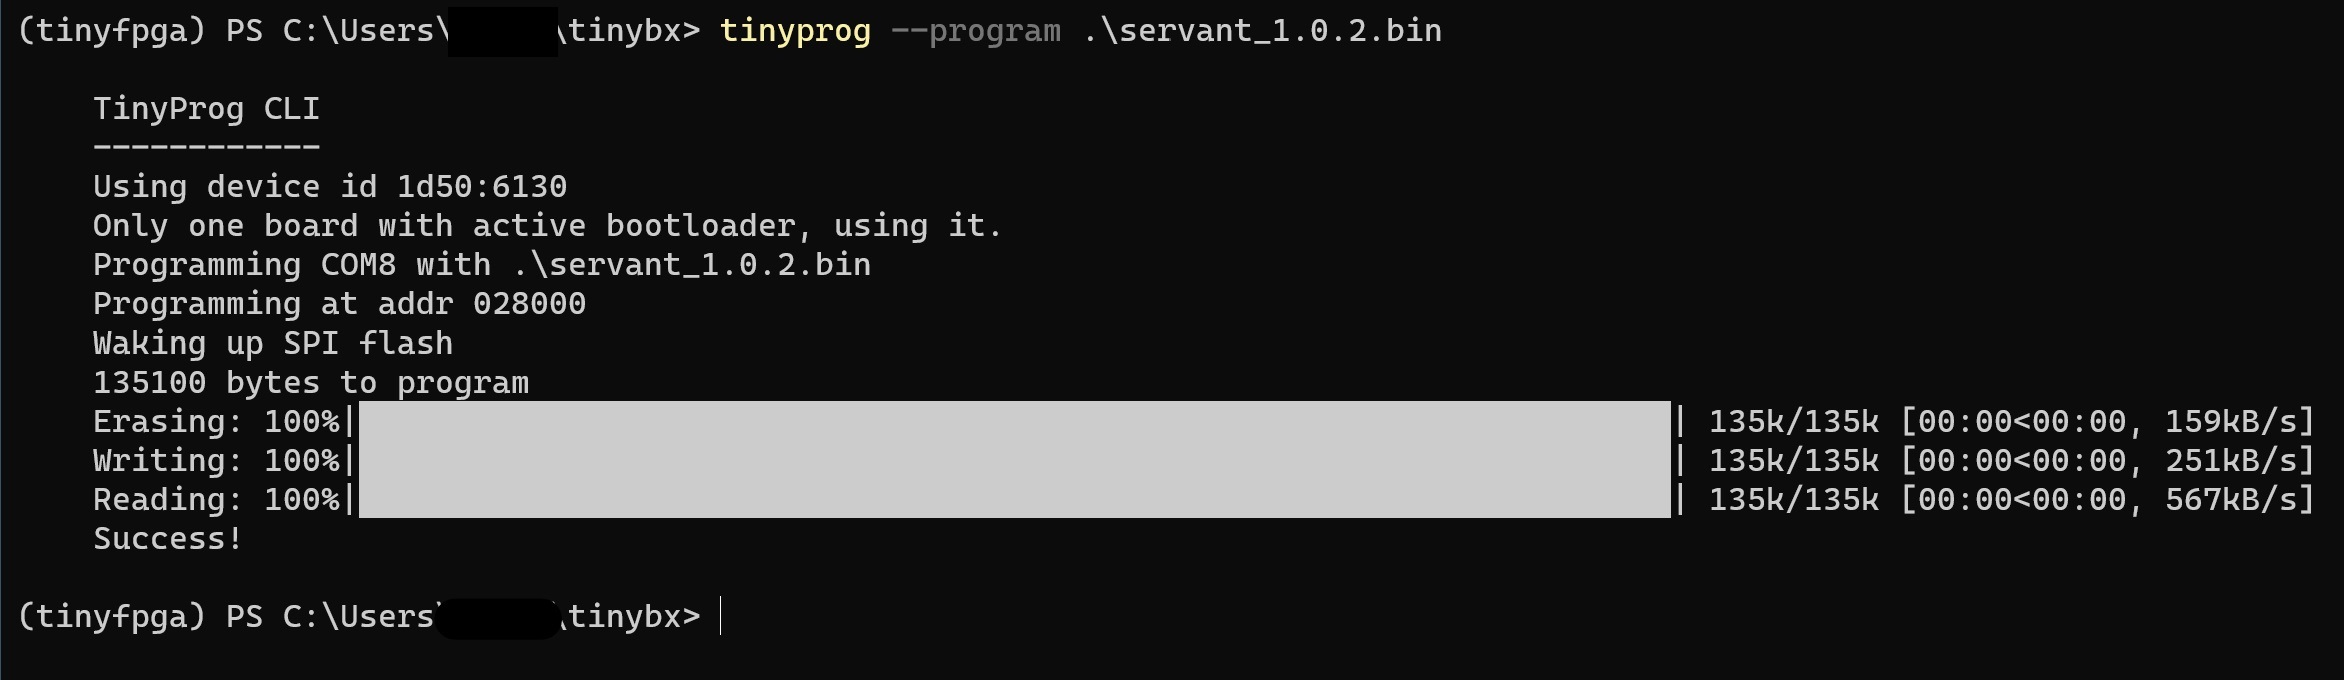 (tinyfpga) PS C:\Users\ \tinybx> tinyprog --program .\servant_1.0.2.bin
TinyProg CLI
------------
Using device id 1d50:6130
Only one board with active bootloader, using it.
Programming COM8 with .\servant_1.0.2.bin
Programming at addr 028000
Waking up SPI flash
135100 bytes to program
Erasing: 100%| | 135k/135k [00:00<00:00, 159kB/s]
Writing: 100%| | 135k/135k [00:00<00:00, 251kB/s]
Reading: 100%| | 135k/135k [00:00<00:00, 567kB/s]
Success!
(tinyfpga) PS C:\Users\ \tinybx>